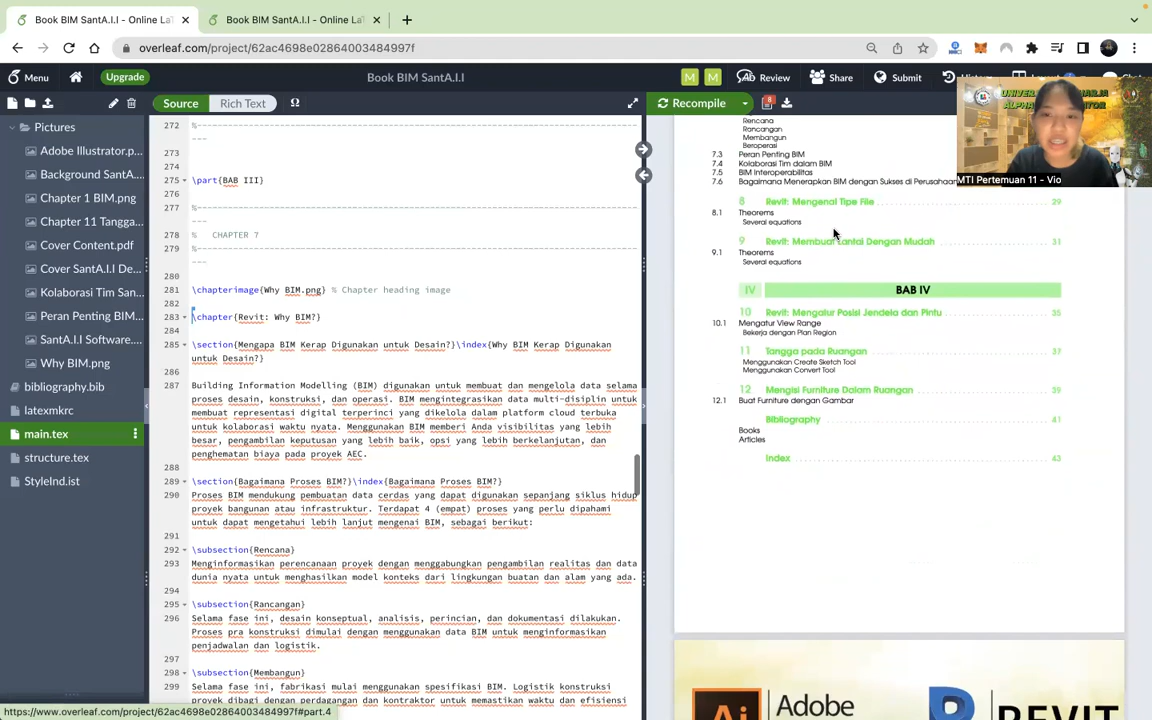 Book BIM SantA.I.I - Online LaT
Book BIM SantA.I.I - Online LaT
overleaf.com/project/62ac4698e02864003484997f
Menu
Upgrade
Book BIM SantA.I.I
M
M
Review
Share
Submit
Source
Rich Text
Ω
Recompile
8
Pictures
Adobe Illustrator.p...
Background SantA...
Chapter 1 BIM.png
Chapter 11 Tangga...
Cover Content.pdf
Cover SantA.I.I De...
Kolaborasi Tim San...
Peran Penting BIM...
SantA.I.I Software....
Why BIM.png
bibliography.bib
latexmkrc
main.tex
structure.tex
StyleInd.ist
272
273
274
275 \part{BAB III}
276
277
278 % CHAPTER 7
279
280
281 \chapterimage{Why BIM.png} % Chapter heading image
282
283 \chapter{Revit: Why BIM?}
284
285 \section{Mengapa BIM Kerap Digunakan untuk Desain?}\index{Why BIM Kerap Digunakan
untuk Desain?}
286
287 Building Information Modelling (BIM) digunakan untuk membuat dan mengelola data selama
proses desain, konstruksi, dan operasi. BIM mengintegrasikan data multi-disiplin untuk
membuat representasi digital terperinci yang dikelola dalam platform cloud terbuka
untuk kolaborasi waktu nyata. Menggunakan BIM memberi Anda visibilitas yang lebih
besar, pengambilan keputusan yang lebih baik, opsi yang lebih berkelanjutan, dan
penghematan biaya pada proyek AEC.
288
289 \section{Bagaimana Proses BIM?}\index{Bagaimana Proses BIM?}
290 Proses BIM mendukung pembuatan data cerdas yang dapat digunakan sepanjang siklus hidup
proyek bangunan atau infrastruktur. Terdapat 4 (empat) proses yang perlu dipahami
untuk dapat mengetahui lebih lanjut mengenai BIM, sebagai berikut:
291
292 \subsection{Rencana}
293 Menginformasikan perencanaan proyek dengan menggabungkan pengambilan realitas dan data
dunia nyata untuk menghasilkan model konteks dari lingkungan buatan dan alam yang ada.
294
295 \subsection{Rancangan}
296 Selama fase ini, desain konseptual, analisis, perincian, dan dokumentasi dilakukan.
Proses pra konstruksi dimulai dengan menggunakan data BIM untuk menginformasikan
penjadwalan dan logistik.
297
298 \subsection{Membangun}
299 Selama fase ini, fabrikasi mulai menggunakan spesifikasi BIM. Logistik konstruksi
proyek dibagi dengan perdagangan dan kontraktor untuk memastikan waktu dan efisiensi
https://www.overleaf.com/project/62ac4698e02864003484997f#part.4
Rencana
Rancangan
Membangun
Beroperasi
7.3 Peran Penting BIM
7.4 Kolaborasi Tim dalam BIM
7.5 BIM Interoperabilitas
7.6 Bagaimana Menerapkan BIM dengan Sukses di Perusahaan
8 Revit: Mengenal Tipe File 29
8.1 Theorems
Several equations
9 Revit: Membuat Lantai Dengan Mudah 31
9.1 Theorems
Several equations
IV BAB IV
10 Revit: Mengatur Posisi Jendela dan Pintu 35
10.1 Mengatur View Range
Bekerja dengan Plan Region
11 Tangga pada Ruangan 37
Menggunakan Create Sketch Tool
Menggunakan Convert Tool
12 Mengisi Furniture Dalam Ruangan 39
12.1 Buat Furniture dengan Gambar
Bibliography 41
Books
Articles
Index 43
Ai Adobe
REVIT
MTI Pertemuan 11 - Vio